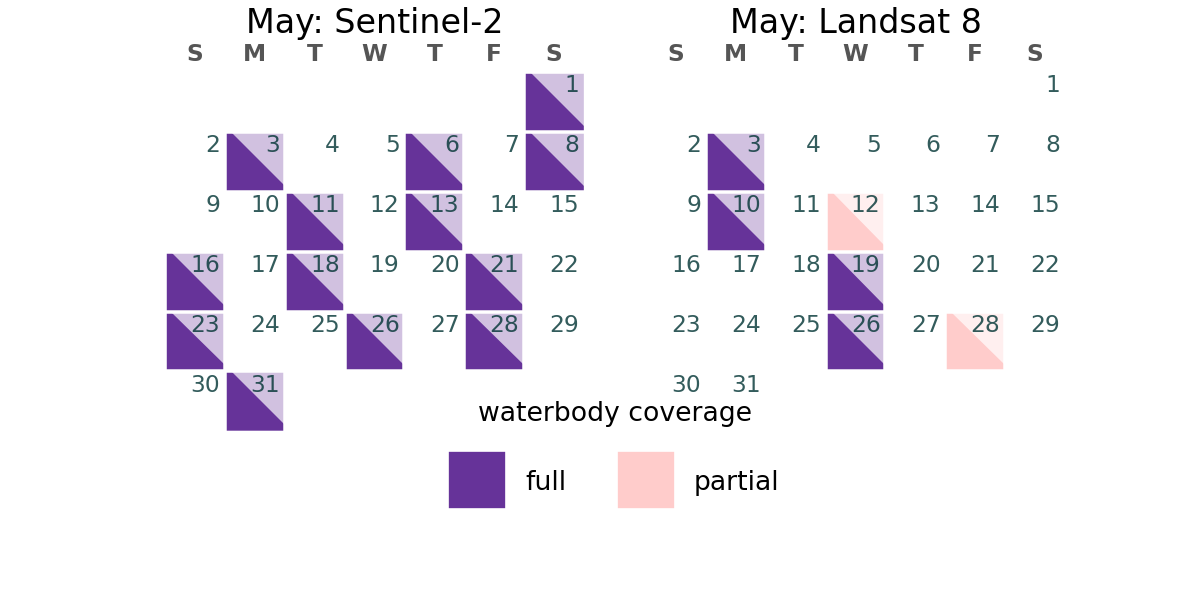 May: Sentinel-2
S M T W T F S
1
2 3 4 5 6 7 8
9 10 11 12 13 14 15
16 17 18 19 20 21 22
23 24 25 26 27 28 29
30 31
May: Landsat 8
S M T W T F S
1
2 3 4 5 6 7 8
9 10 11 12 13 14 15
16 17 18 19 20 21 22
23 24 25 26 27 28 29
30 31
waterbody coverage
full
partial